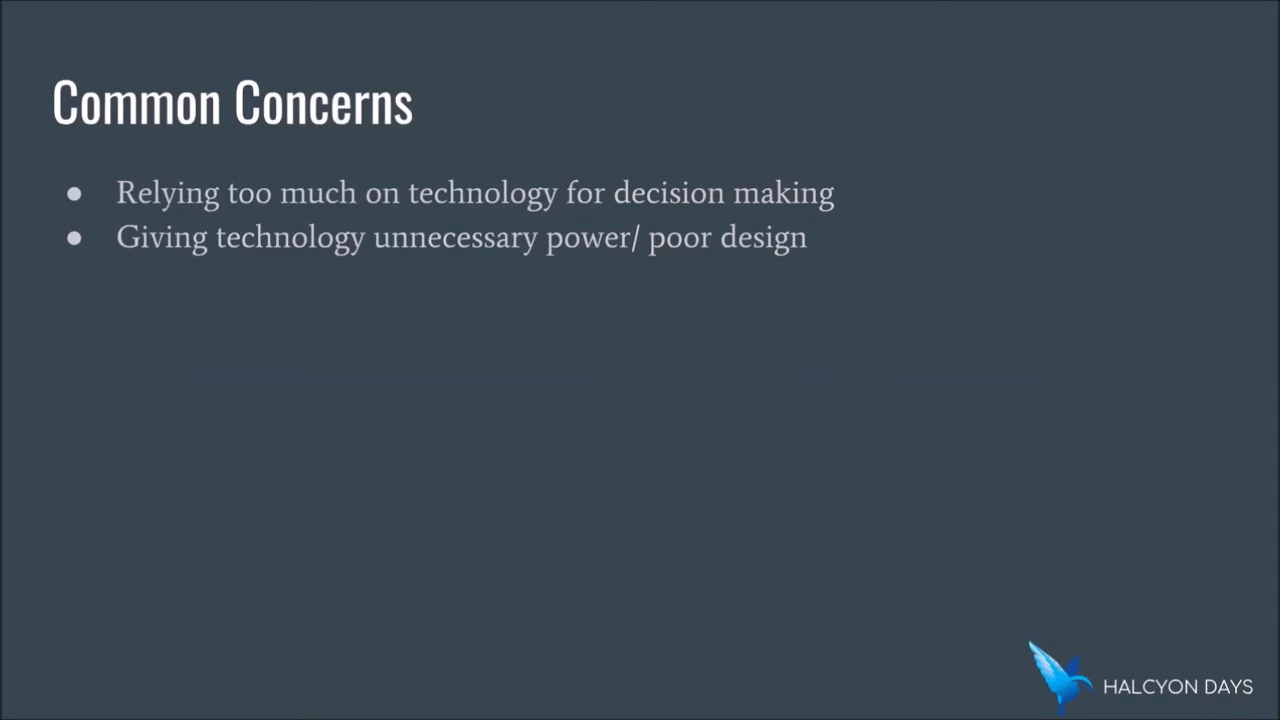 Common Concerns
● Relying too much on technology for decision making
● Giving technology unnecessary power/ poor design
HALCYON DAYS